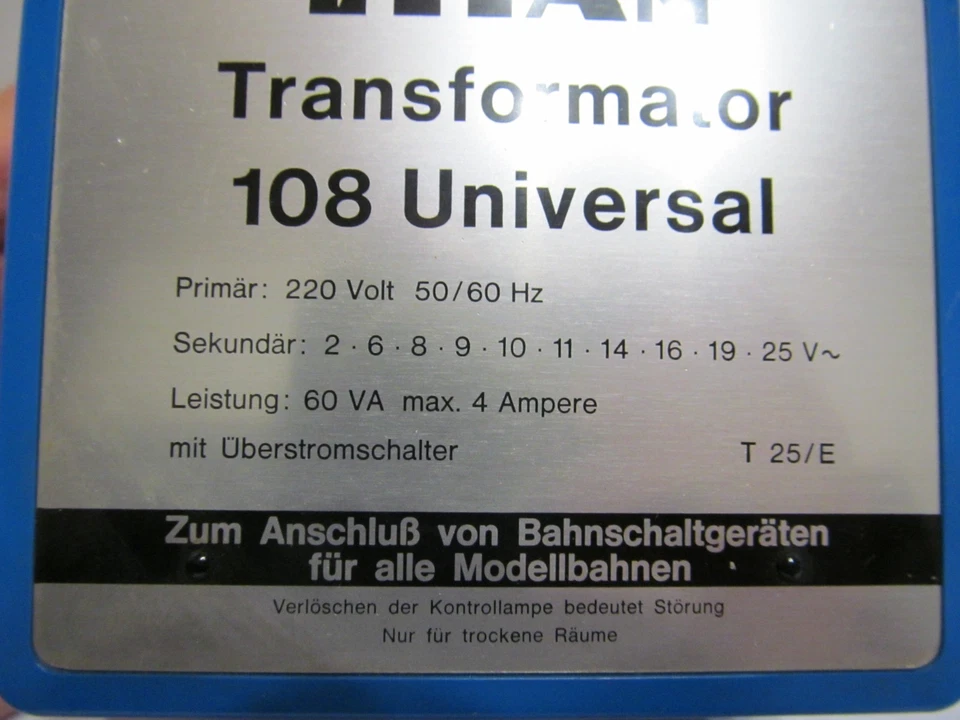 Transformator
108 Universal
Primär: 220 Volt 50/60 Hz
Sekundär: 2 · 6 · 8 · 9 · 10 · 11 · 14 · 16 · 19 · 25 V~
Leistung: 60 VA max. 4 Ampere
mit Überstromschalter T 25/E
Zum Anschluß von Bahnschaltgeräten
für alle Modellbahnen
Verlöschen der Kontrollampe bedeutet Störung
Nur für trockene Räume